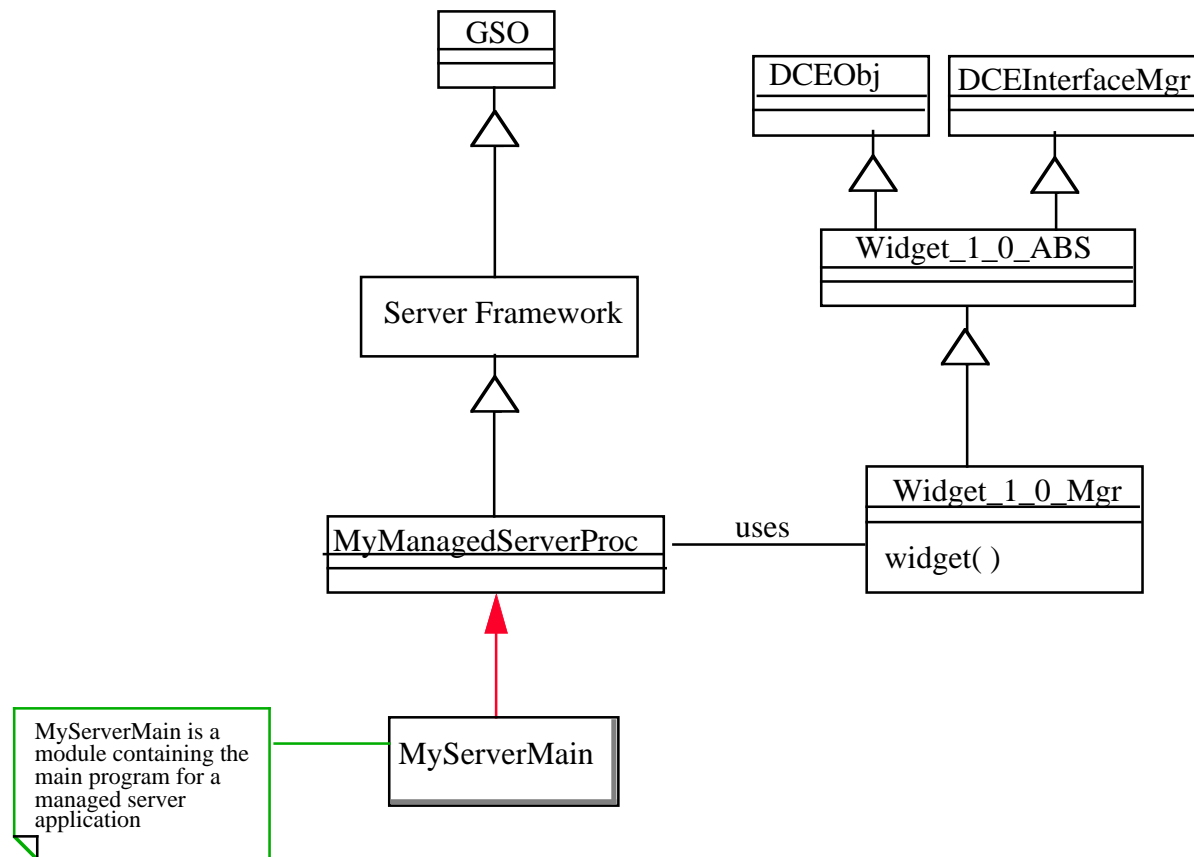 GSO
DCEObj
DCEInterfaceMgr
Widget_1_0_ABS
Server Framework
Widget_1_0_Mgr
widget( )
MyManagedServerProc
uses
MyServerMain is a
module containing the
main program for a
managed server
application
MyServerMain